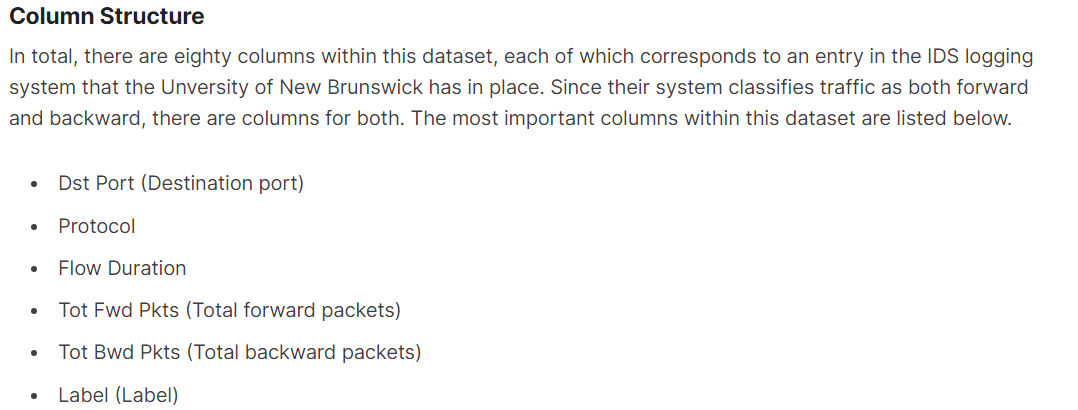 Column Structure
In total, there are eighty columns within this dataset, each of which corresponds to an entry in the IDS logging
system that the Unversity of New Brunswick has in place. Since their system classifies traffic as both forward
and backward, there are columns for both. The most important columns within this dataset are listed below.
• Dst Port (Destination port)
• Protocol
• Flow Duration
• Tot Fwd Pkts (Total forward packets)
• Tot Bwd Pkts (Total backward packets)
• Label (Label)